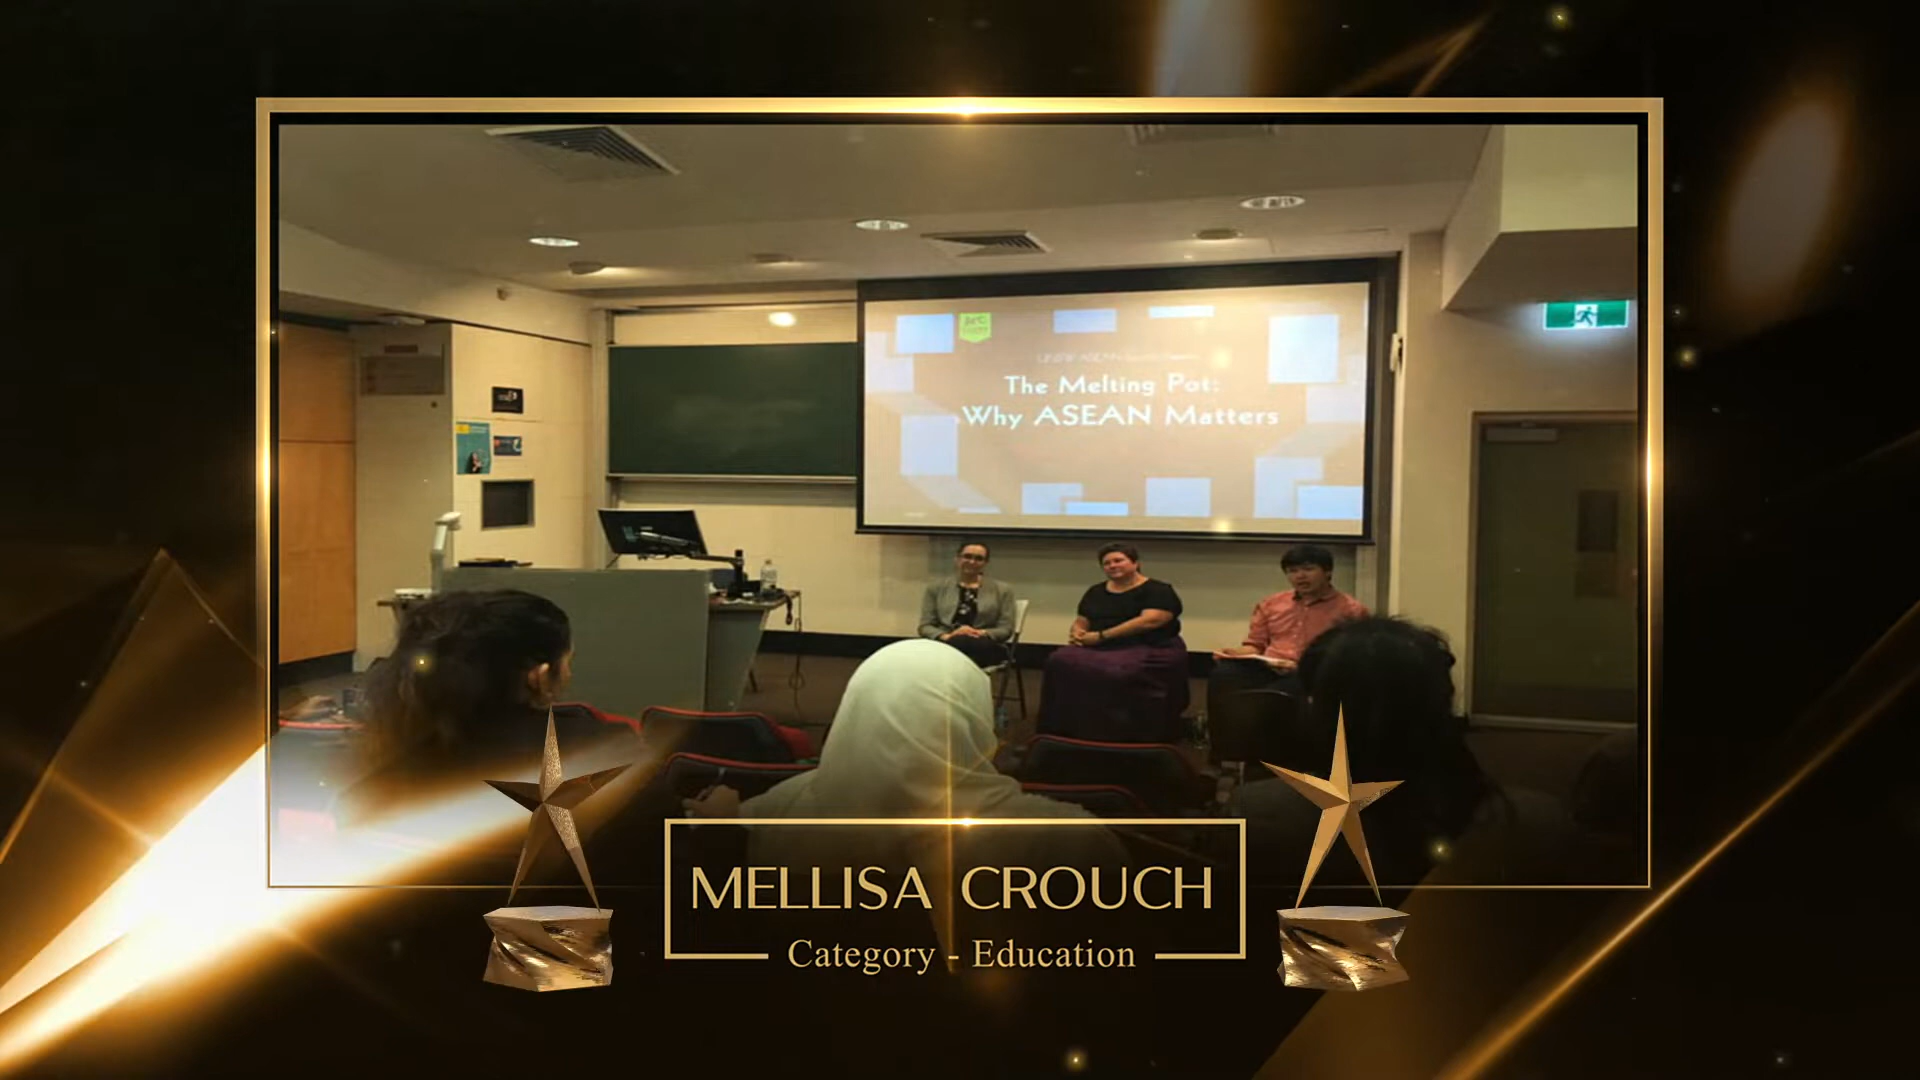 The Melting Pot:
Why ASEAN Matters
MELLISA CROUCH
Category - Education